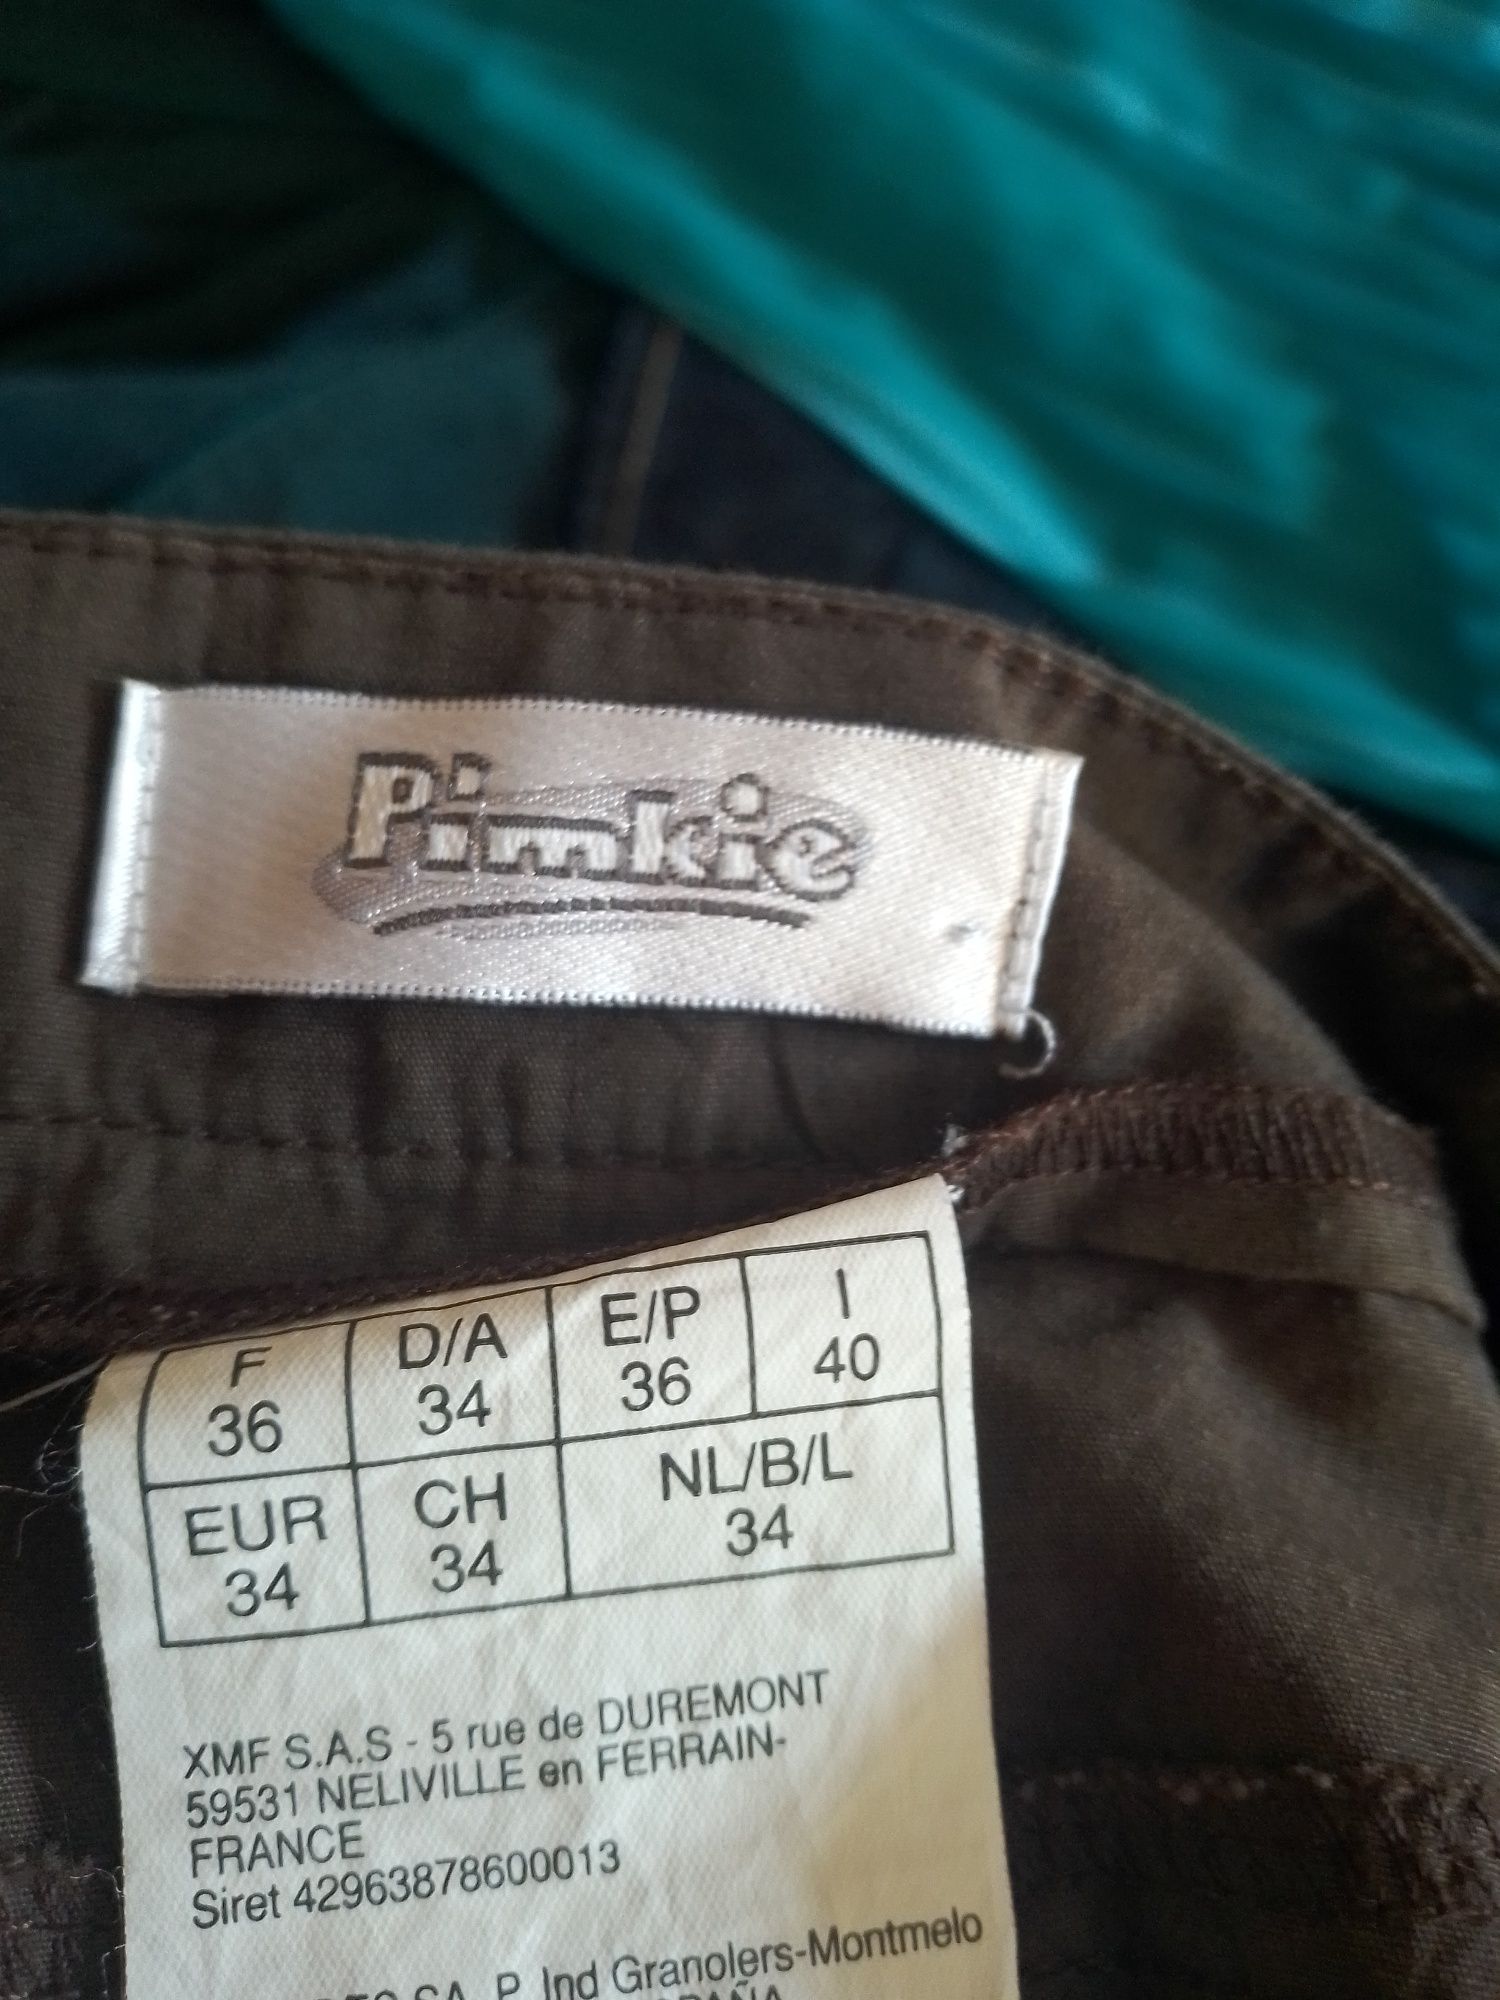 Pimkie
F D/A E/P I
36 34 36 40
EUR CH NL/B/L
34 34 34
XMF S.A.S - 5 rue de DUREMONT
59531 NELIVILLE en FERRAIN-
FRANCE
Siret 42963878600013
SA. P. Ind Granolers-Montmelo